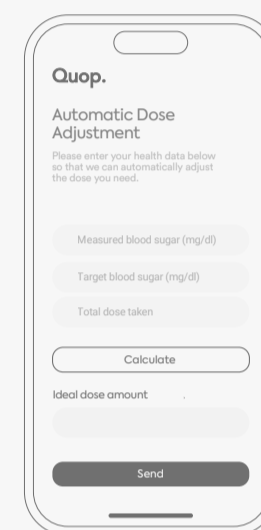 Quop.
Automatic Dose
Adjustment
Please enter your health data below
so that we can automatically adjust
the dose you need.
Measured blood sugar (mg/dl)
Target blood sugar (mg/dl)
Total dose taken
Calculate
Ideal dose amount .
Send